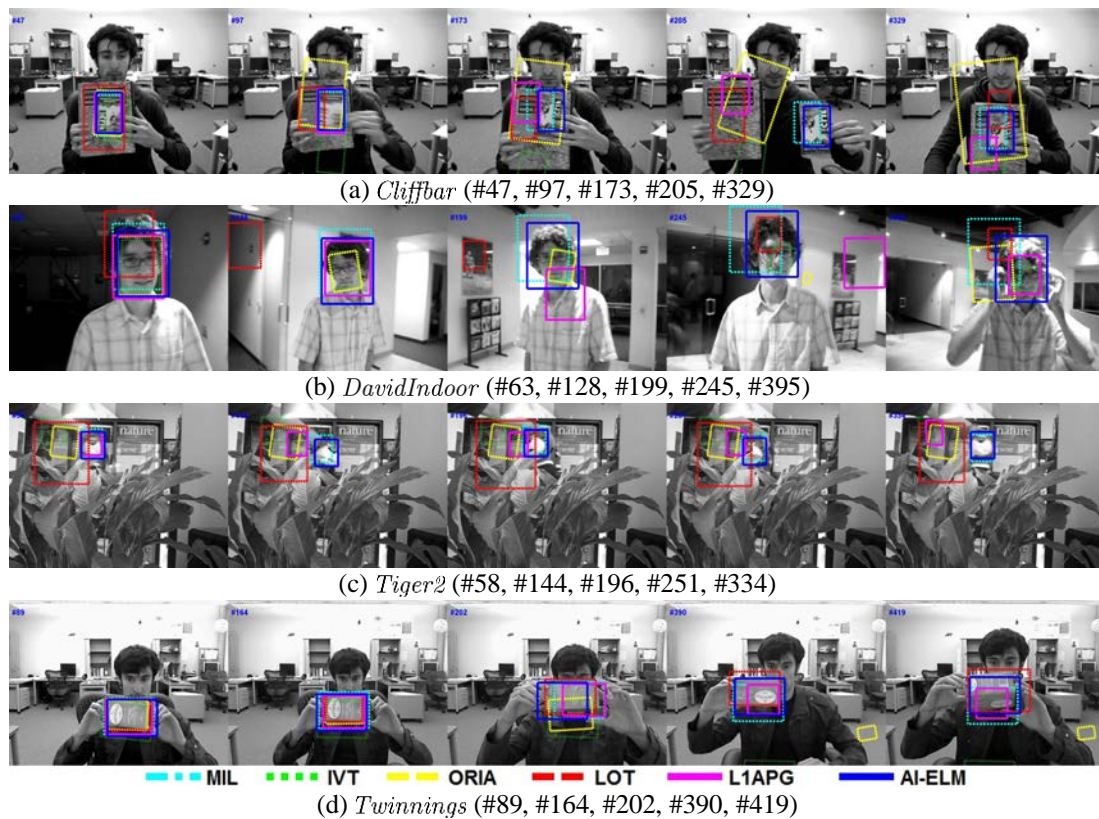 #47 #97 #173 #205 #329
(a) Cliffbar (#47, #97, #173, #205, #329)
#199 #245
(b) DavidIndoor (#63, #128, #199, #245, #395)
nature nature nature nature nature
(c) Tiger2 (#58, #144, #196, #251, #334)
#89 #164 #202 #390 #419
MIL IVT ORIA LOT L1APG AI-ELM
(d) Twinnings (#89, #164, #202, #390, #419)